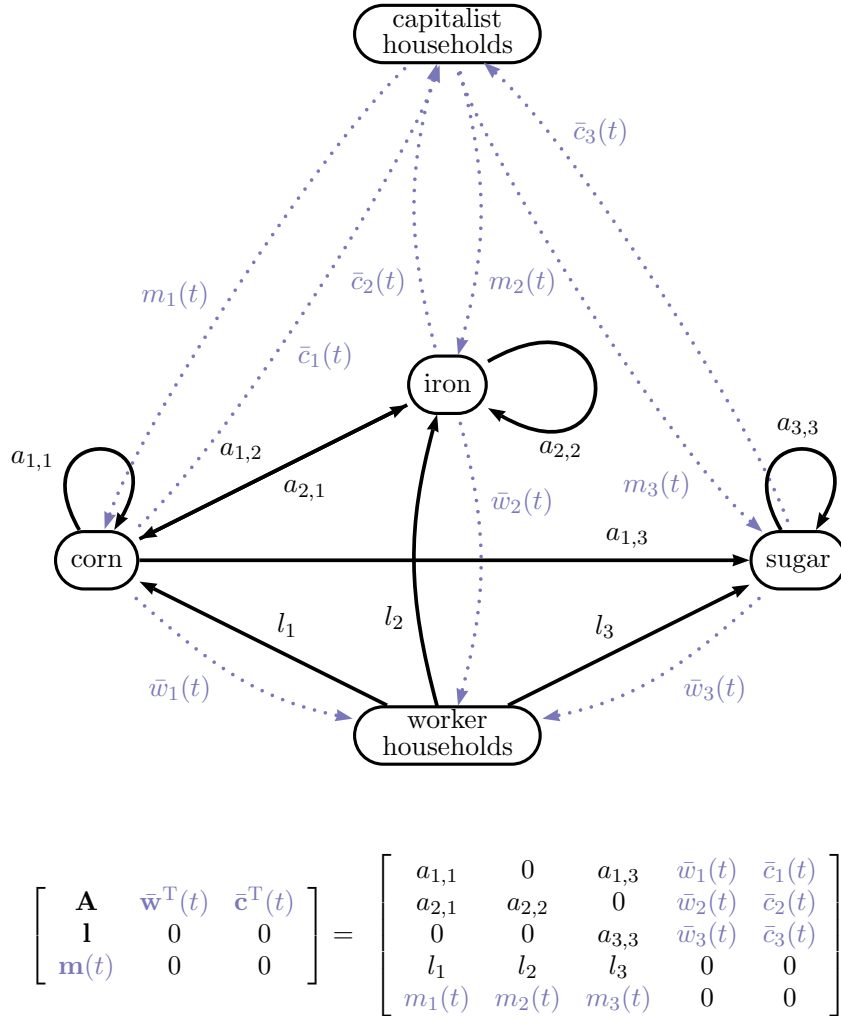 capitalist
households
c̄₃(t)
m₁(t)
c̄₂(t)
m₂(t)
c̄₁(t)
iron
a₁,₁
a₁,₂
a₂,₁
a₂,₂
a₃,₃
m₃(t)
w̄₂(t)
corn
a₁,₃
sugar
l₁
l₂
l₃
w̄₁(t)
w̄₃(t)
worker
households
[ A w̄ᵀ(t) c̄ᵀ(t)
l 0 0
m(t) 0 0 ] =
[ a₁,₁ 0 a₁,₃ w̄₁(t) c̄₁(t)
a₂,₁ a₂,₂ 0 w̄₂(t) c̄₂(t)
0 0 a₃,₃ w̄₃(t) c̄₃(t)
l₁ l₂ l₃ 0 0
m₁(t) m₂(t) m₃(t) 0 0 ]